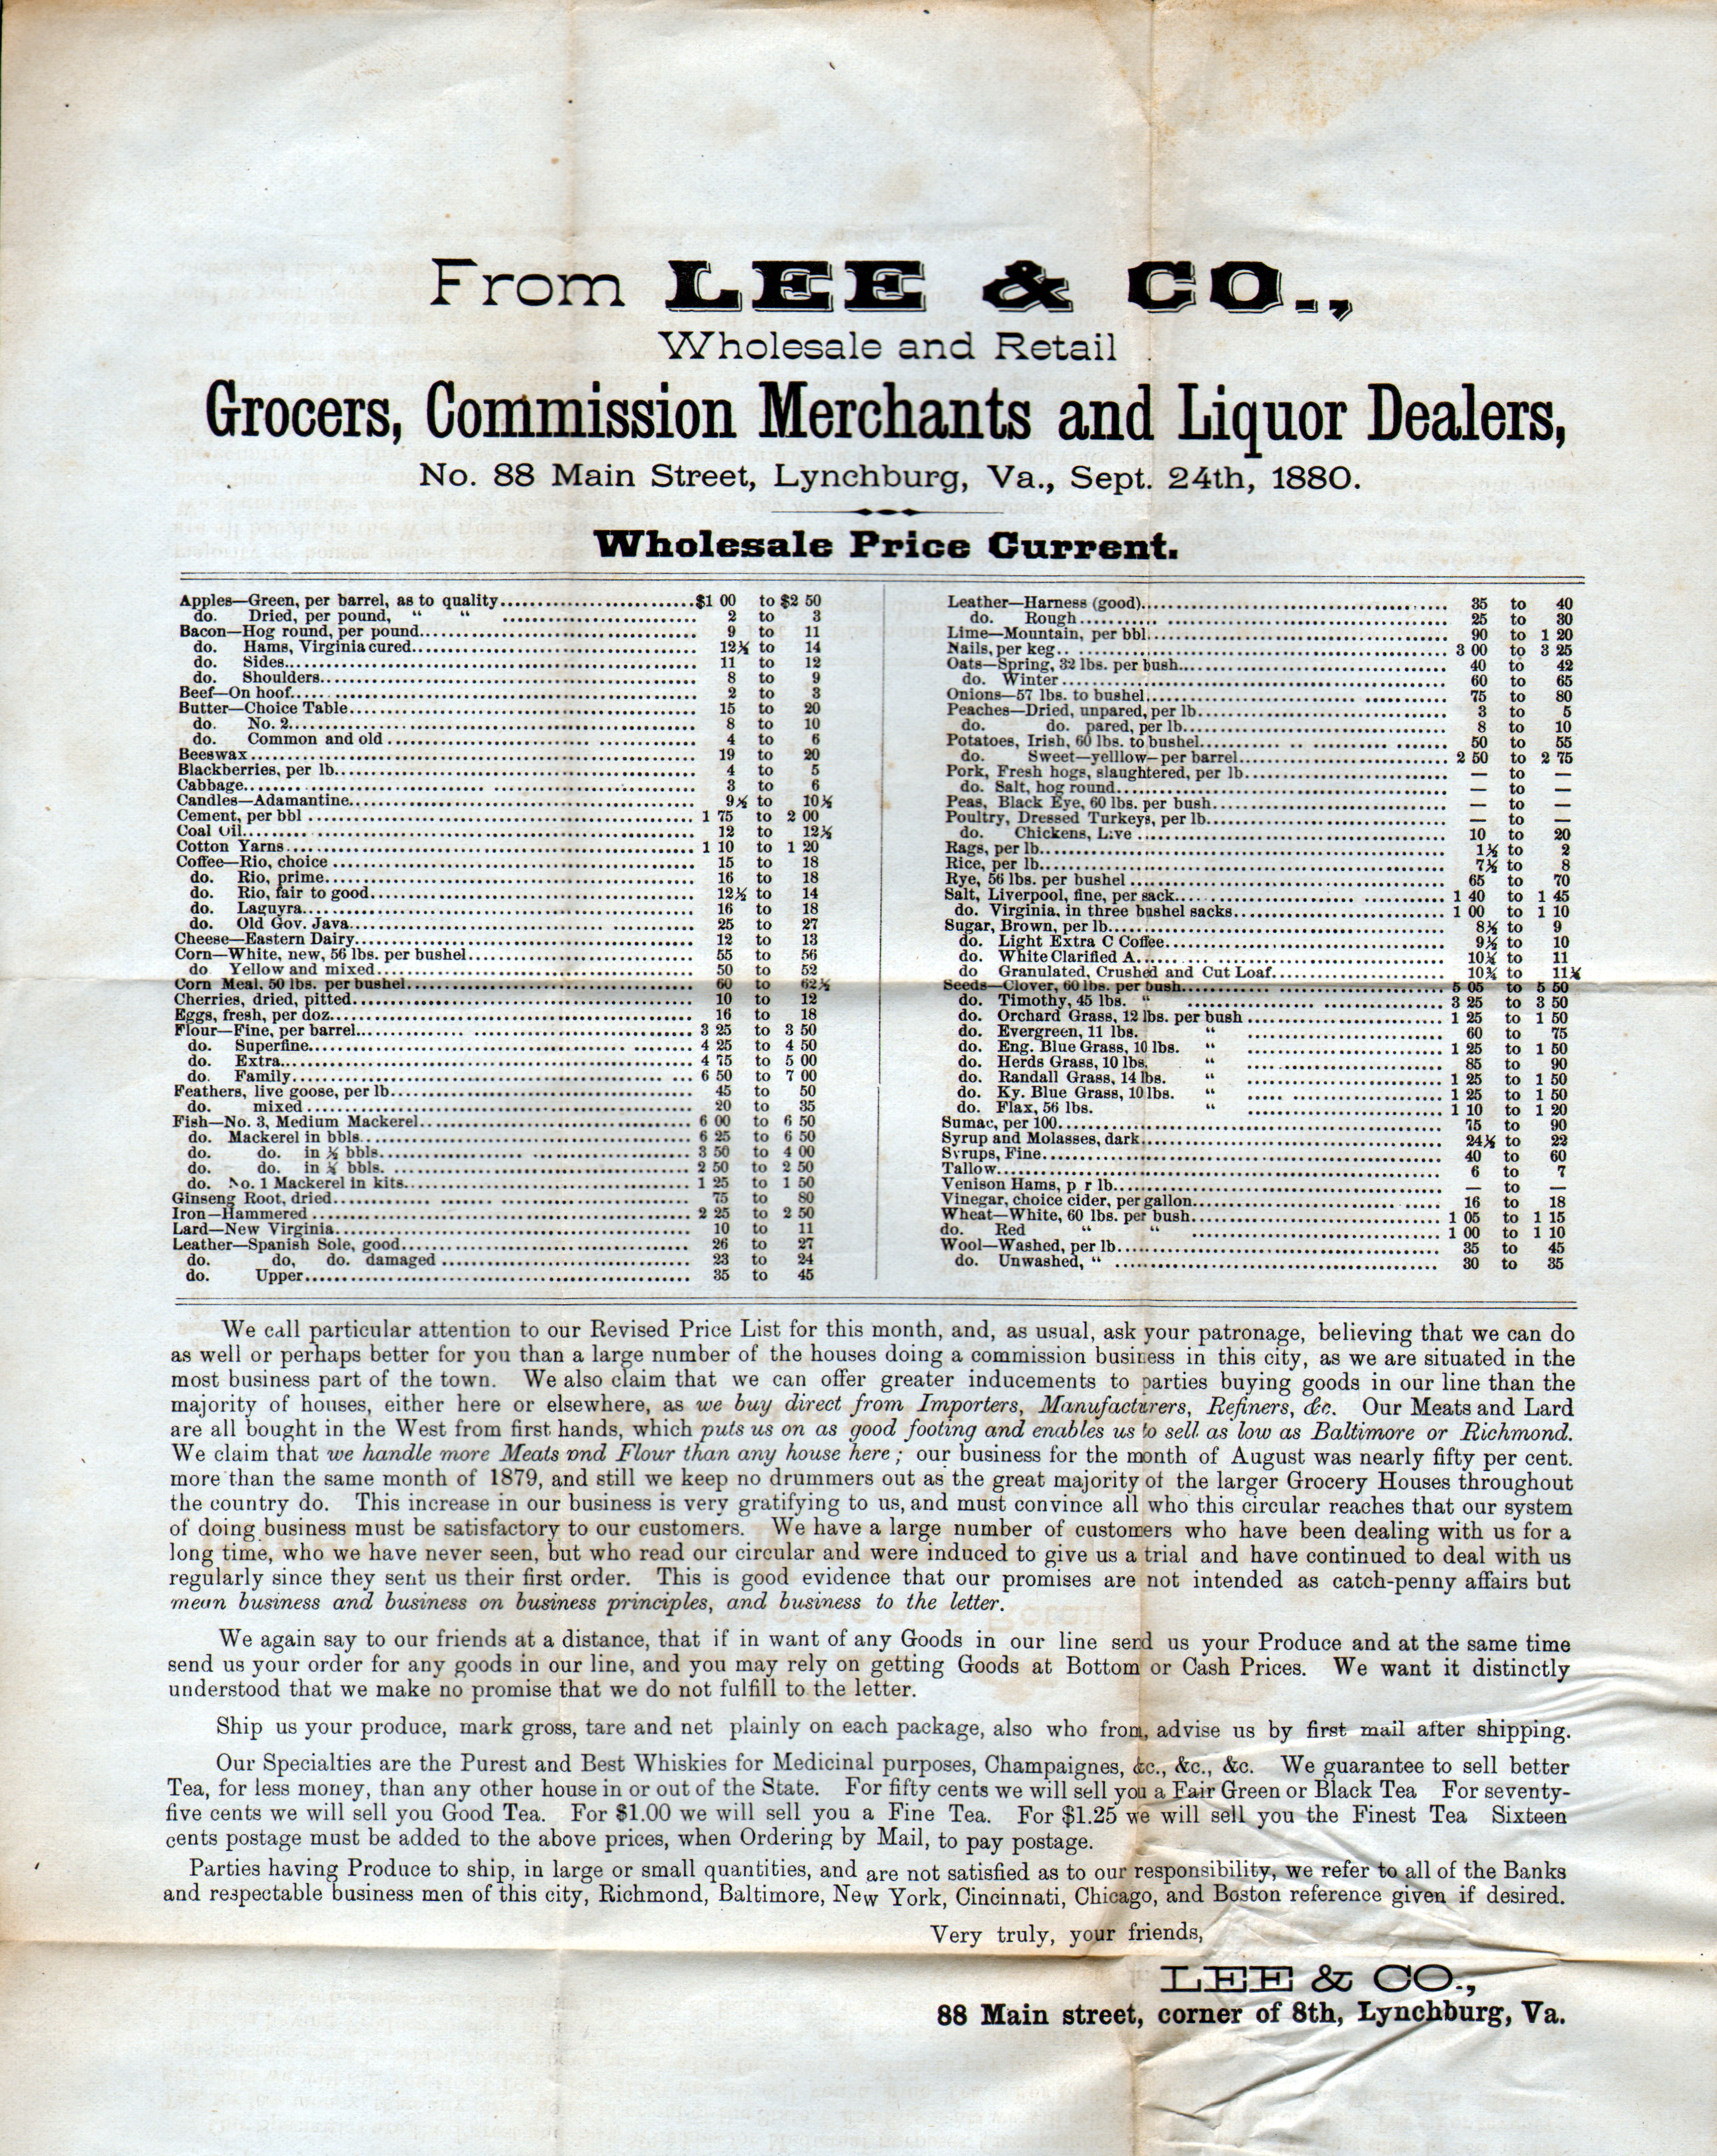 From LEE & CO.,
Wholesale and Retail
Grocers, Commission Merchants and Liquor Dealers,
No. 88 Main Street, Lynchburg, Va., Sept. 24th, 1880.
Wholesale Price Current.
Apples—Green, per barrel, as to quality $1 00 to $2 50
do. Dried, per pound, “ “ 2 to 3
Bacon—Hog round, per pound 9 to 11
do. Hams, Virginia cured 12½ to 14
do. Sides 11 to 12
do. Shoulders 8 to 9
Beef—On hoof 2 to 3
Butter—Choice Table 15 to 20
do. No. 2 8 to 10
do. Common and old 4 to 6
Beeswax 19 to 20
Blackberries, per lb 4 to 5
Cabbage 3 to 6
Candles—Adamantine 9½ to 10½
Cement, per bbl 1 75 to 2 00
Coal Oil 12 to 12½
Cotton Yarns 1 10 to 1 20
Coffee—Rio, choice 15 to 18
do. Rio, prime 16 to 18
do. Rio, fair to good 12½ to 14
do. Laguyra 16 to 18
do. Old Gov. Java 25 to 27
Cheese—Eastern Dairy 12 to 13
Corn—White, new, 56 lbs. per bushel 55 to 56
do Yellow and mixed 50 to 52
Corn Meal, 50 lbs. per bushel 60 to 62½
Cherries, dried, pitted 10 to 12
Eggs, fresh, per doz 16 to 18
Flour—Fine, per barrel 3 25 to 3 50
do. Superfine 4 25 to 4 50
do. Extra 4 75 to 5 00
do. Family 6 50 to 7 00
Feathers, live goose, per lb 45 to 50
do. mixed 20 to 35
Fish—No. 3, Medium Mackerel 6 00 to 6 50
do. Mackerel in bbls 6 25 to 6 50
do. do. in bbls 3 50 to 4 00
do. do. in bbls. 2 50 to 2 50
do. No. 1 Mackerel in kits 1 25 to 1 50
Ginseng Root, dried 75 to 80
Iron—Hammered 2 25 to 2 50
Lard—New Virginia 10 to 11
Leather—Spanish Sole, good 26 to 27
do. do, do. damaged 23 to 24
do. Upper 35 to 45
Leather—Harness (good) 35 to 40
do. Rough 25 to 30
Lime—Mountain, per bbl 90 to 1 20
Nails, per keg 3 00 to 3 25
Oats—Spring, 32 lbs. per bush 40 to 42
do. Winter 60 to 65
Onions—57 lbs. to bushel 75 to 80
Peaches—Dried, unpared, per lb 3 to 5
do. do. pared, per lb 8 to 10
Potatoes, Irish, 60 lbs. to bushel 50 to 55
do. Sweet—yelllow—per barrel 2 50 to 2 75
Pork, Fresh hogs, slaughtered, per lb — to —
do. Salt, hog round — to —
Peas, Black Eye, 60 lbs. per bush — to —
Poultry, Dressed Turkeys, per lb — to —
do. Chickens, Live 10 to 20
Rags, per lb 1½ to 2
Rice, per lb 7½ to 8
Rye, 56 lbs. per bushel 65 to 70
Salt, Liverpool, fine, per sack 1 40 to 1 45
do. Virginia, in three bushel sacks 1 00 to 1 10
Sugar, Brown, per lb 8½ to 9
do. Light Extra C Coffee 9½ to 10
do. White Clarified A to 11
do Granulated, Crushed and Cut Loaf to
Seeds—Clover, 60 lbs. per bush 5 05 to 5 50
do. Timothy, 45 lbs. “ 3 25 to 3 50
do. Orchard Grass, 12 lbs. per bush 1 25 to 1 50
do. Evergreen, 11 lbs. “ 60 to 75
do. Eng. Blue Grass, 10 lbs. “ 1 25 to 1 50
do. Herds Grass, 10 lbs. “ 85 to 90
do. Randall Grass, 14 lbs. “ 1 25 to 1 50
do. Ky. Blue Grass, 10 lbs. “ 1 25 to 1 50
do. Flax, 56 lbs. “ 1 10 to 1 20
Sumac, per 100 75 to 90
Syrup and Molasses, dark 24½ to 22
Syrups, Fine 40 to 60
Tallow 6 to 7
Venison Hams, p r lb — to —
Vinegar, choice cider, per gallon 16 to 18
Wheat—White, 60 lbs. per bush 1 05 to 1 15
do. Red “ “ 1 00 to 1 10
Wool—Washed, per lb 35 to 45
do. Unwashed, “ 30 to 35
We call particular attention to our Revised Price List for this month, and, as usual, ask your patronage, believing that we can do
as well or perhaps better for you than a large number of the houses doing a commission business in this city, as we are situated in the
most business part of the town. We also claim that we can offer greater inducements to parties buying goods in our line than the
majority of houses, either here or elsewhere, as we buy direct from Importers, Manufacturers, Refiners, &c. Our Meats and Lard
are all bought in the West from first hands, which puts us on as good footing and enables us to sell as low as Baltimore or Richmond.
We claim that we handle more Meats and Flour than any house here; our business for the month of August was nearly fifty per cent.
more than the same month of 1879, and still we keep no drummers out as the great majority of the larger Grocery Houses throughout
the country do. This increase in our business is very gratifying to us, and must convince all who this circular reaches that our system
of doing business must be satisfactory to our customers. We have a large number of customers who have been dealing with us for a
long time, who we have never seen, but who read our circular and were induced to give us a trial and have continued to deal with us
regularly since they sent us their first order. This is good evidence that our promises are not intended as catch-penny affairs but
mean business and business on business principles, and business to the letter.
We again say to our friends at a distance, that if in want of any Goods in our line send us your Produce and at the same time
send us your order for any goods in our line, and you may rely on getting Goods at Bottom or Cash Prices. We want it distinctly
understood that we make no promise that we do not fulfill to the letter.
Ship us your produce, mark gross, tare and net plainly on each package, also who from, advise us by first mail after shipping.
Our Specialties are the Purest and Best Whiskies for Medicinal purposes, Champaignes, &c., &c., &c. We guarantee to sell better
Tea, for less money, than any other house in or out of the State. For fifty cents we will sell you a Fair Green or Black Tea For seventy-
five cents we will sell you Good Tea. For $1.00 we will sell you a Fine Tea. For $1.25 we will sell you the Finest Tea Sixteen
cents postage must be added to the above prices, when Ordering by Mail, to pay postage.
Parties having Produce to ship, in large or small quantities, and are not satisfied as to our responsibility, we refer to all of the Banks
and respectable business men of this city, Richmond, Baltimore, New York, Cincinnati, Chicago, and Boston reference given if desired.
Very truly, your friends,
LEE & CO.,
88 Main street, corner of 8th, Lynchburg, Va.